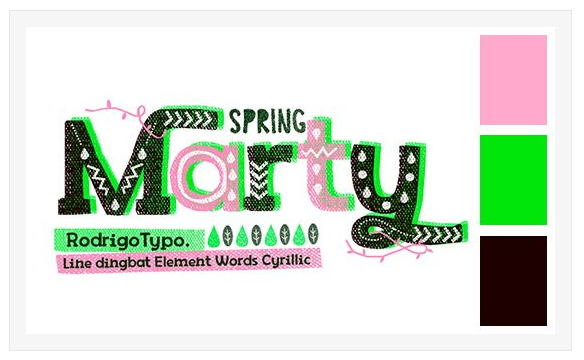 SPRING
Marty
RodrigoTypo.
Line dingbat Element Words Cyrillic